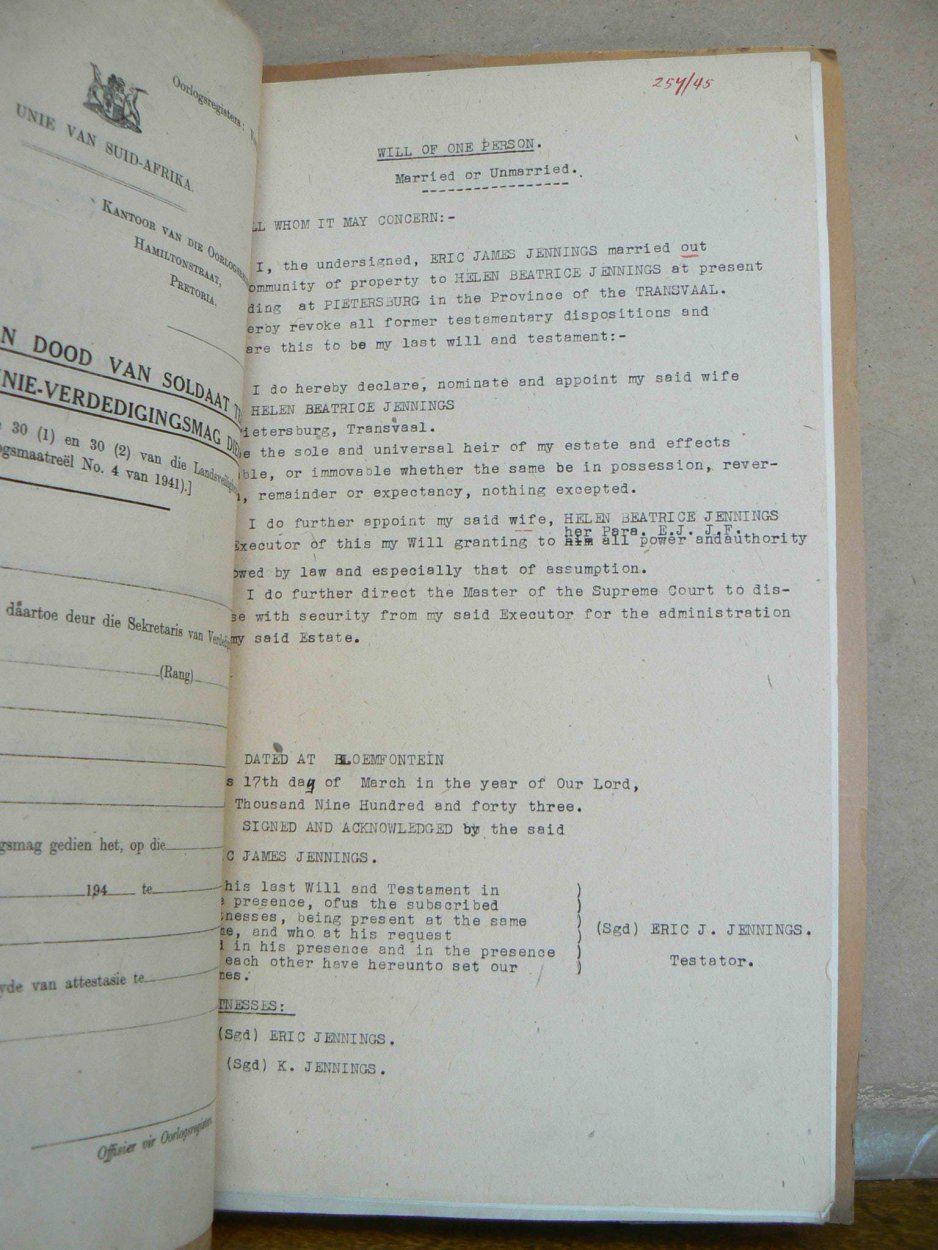 UNIE VAN SUID-AFRIKA.
Oorlogsregisters:
KANTOOR VAN DIE
HAMILTONSTRAAT,
PRETORIA.
N DOOD VAN SOLDAAT
NIE-VERDEDIGINGSMAG
30 (1) en 30 (2) van die
ogsmaatreël No. 4 van 1941).]
daartoe deur die Sekretaris van
(Rang)
gsmag gedien het, op die
194 te
yde van attestasie te
Offisier vir Oorlogsregisters
257/45
WILL OF ONE PERSON.
Married or Unmarried.
LL WHOM IT MAY CONCERN:-
I, the undersigned, ERIC JAMES JENNINGS married out
ommunity of property to HELEN BEATRICE JENNINGS at present
ding at PIETERSBURG in the Province of the TRANSVAAL.
erby revoke all former testamentary dispositions and
are this to be my last will and testament:-
I do hereby declare, nominate and appoint my said wife
HELEN BEATRICE JENNINGS
ietersburg, Transvaal.
e the sole and universal heir of my estate and effects
ble, or immovable whether the same be in possession, rever-
n, remainder or expectancy, nothing excepted.
I do further appoint my said wife, HELEN BEATRICE JENNINGS
her Para. E.J. J.F.
Executor of this my Will granting to him all power andauthority
owed by law and especially that of assumption.
I do further direct the Master of the Supreme Court to dis-
se with security from my said Executor for the administration
my said Estate.
DATED AT BLOEMFONTEIN
s 17th day of March in the year of Our Lord,
Thousand Nine Hundred and forty three.
SIGNED AND ACKNOWLEDGED by the said
C JAMES JENNINGS.
his last Will and Testament in )
presence, ofus the subscribed )
tnesses, being present at the same )
me, and who at his request ) (Sgd) ERIC J. JENNINGS.
d in his presence and in the presence )
each other have hereunto set our ) Testator.
mes.
TNESSES:
(Sgd) ERIC JENNINGS.
(Sgd) K. JENNINGS.